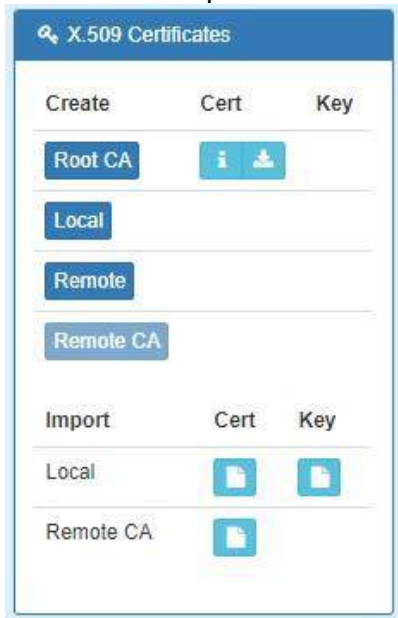 X.509 Certificates
Create Cert Key
Root CA
Local
Remote
Remote CA
Import Cert Key
Local
Remote CA